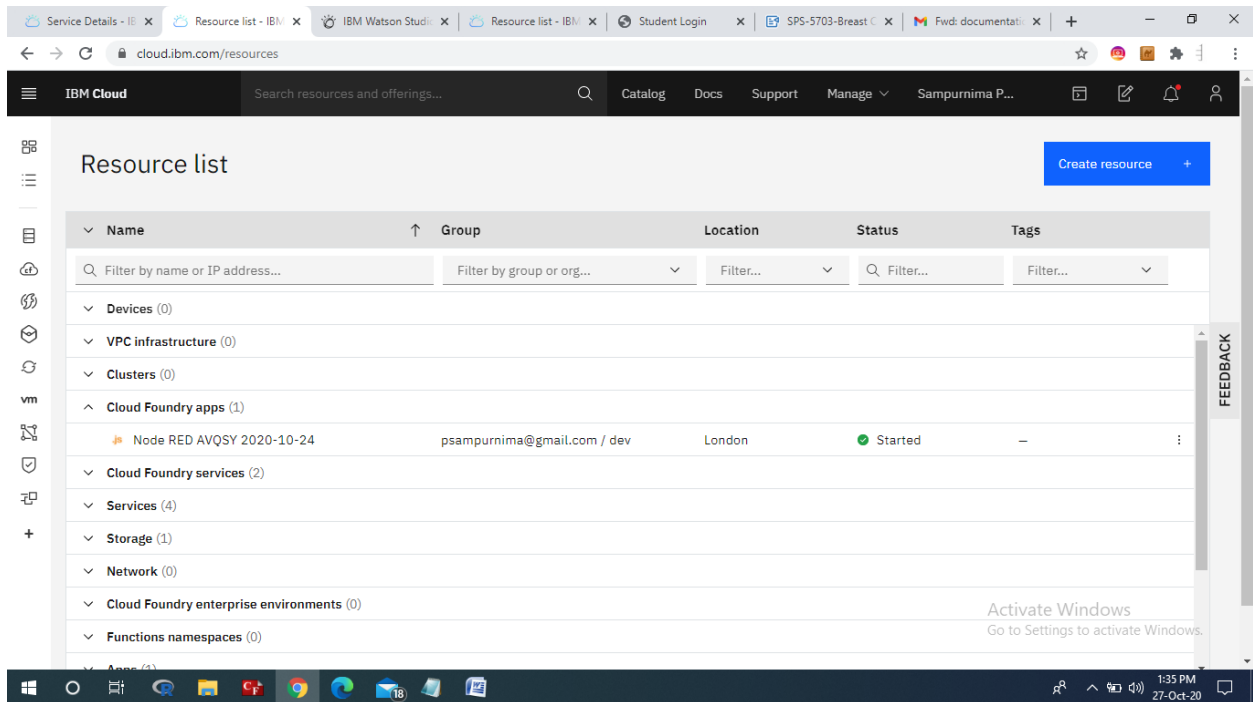 Service Details - IB
Resource list - IBM
IBM Watson Studio
Resource list - IBM
Student Login
SPS-5703-Breast C
Fwd: documentatio
cloud.ibm.com/resources
IBM Cloud
Search resources and offerings...
Catalog
Docs
Support
Manage
Sampurnima P...
Resource list
Create resource +
Name
Group
Location
Status
Tags
Filter by name or IP address...
Filter by group or org...
Filter...
Filter...
Filter...
Devices (0)
VPC infrastructure (0)
Clusters (0)
Cloud Foundry apps (1)
Node RED AVQSY 2020-10-24
psampurnima@gmail.com / dev
London
Started
–
Cloud Foundry services (2)
Services (4)
Storage (1)
Network (0)
Cloud Foundry enterprise environments (0)
Functions namespaces (0)
Apps (1)
vm
FEEDBACK
Activate Windows
Go to Settings to activate Windows.
18
1:35 PM
27-Oct-20